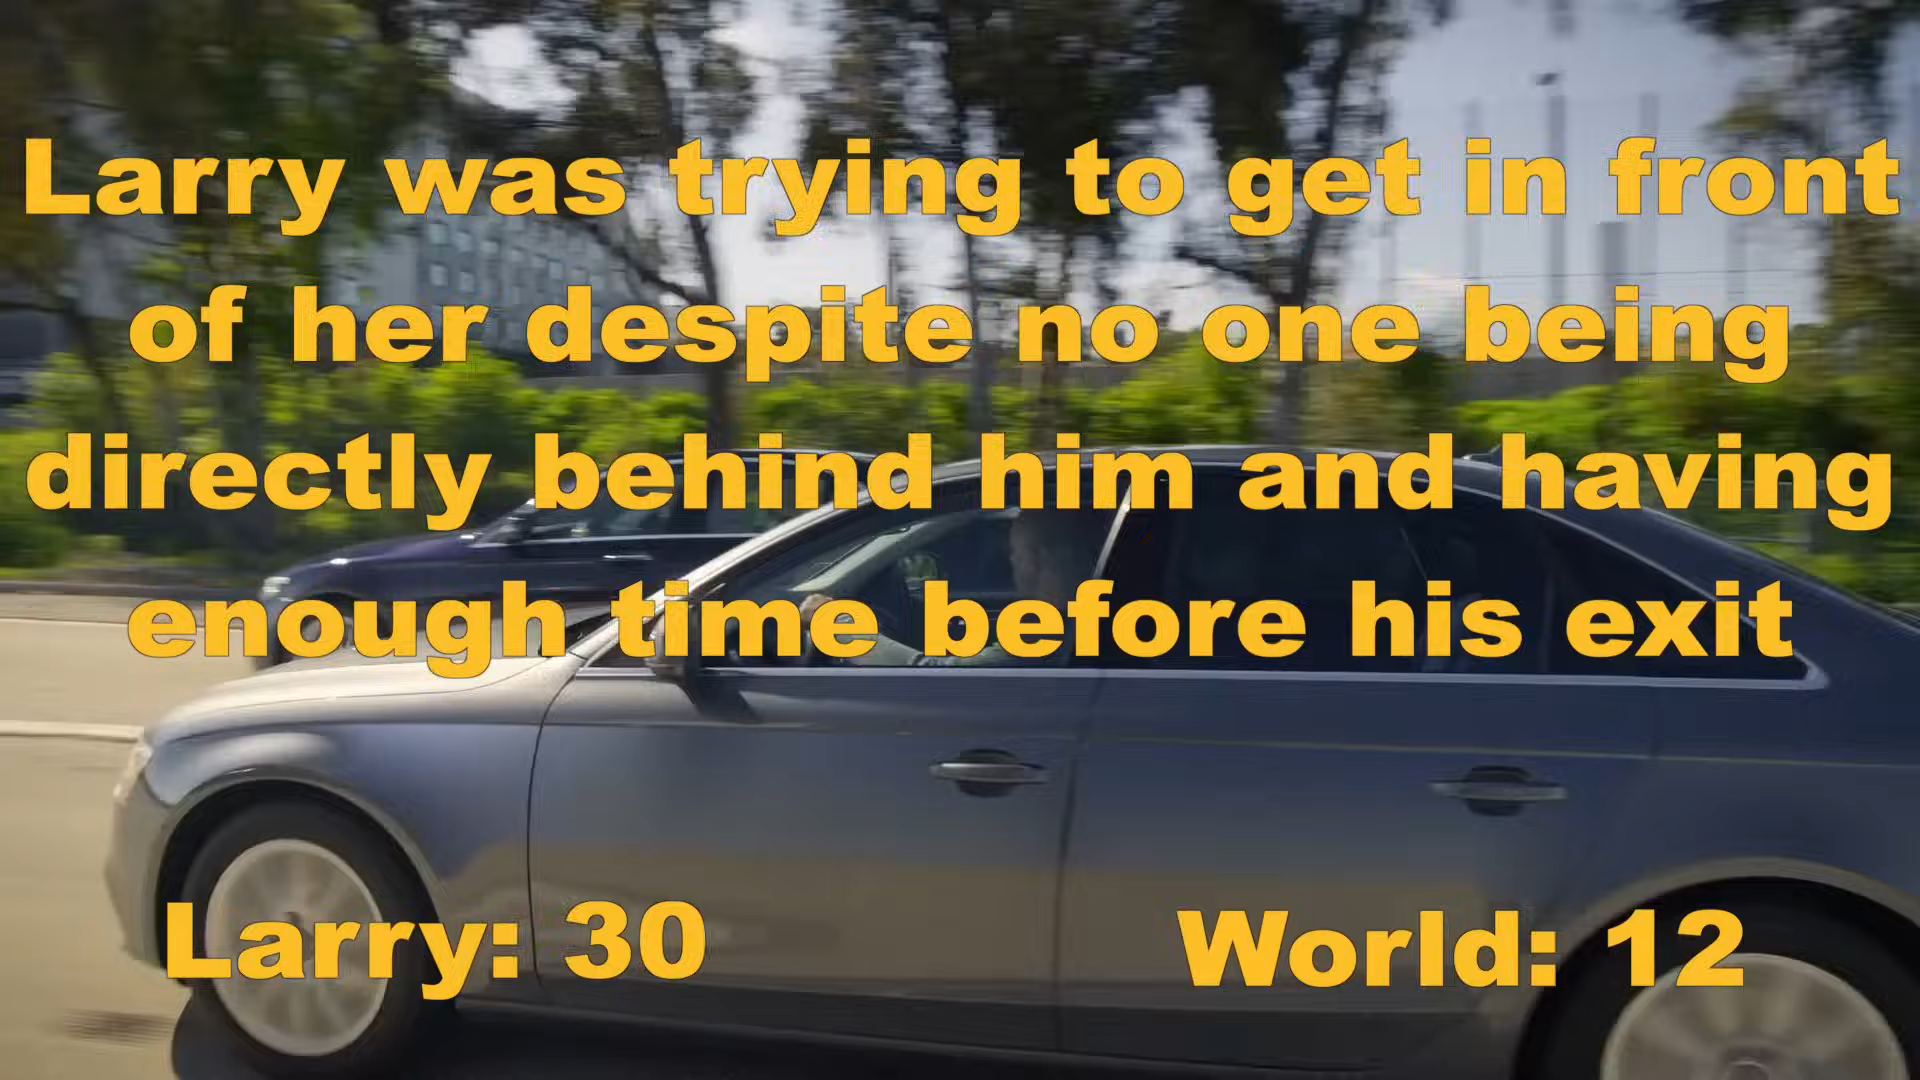 Larry was trying to get in front
of her despite no one being
directly behind him and having
enough time before his exit
Larry: 30
World: 12